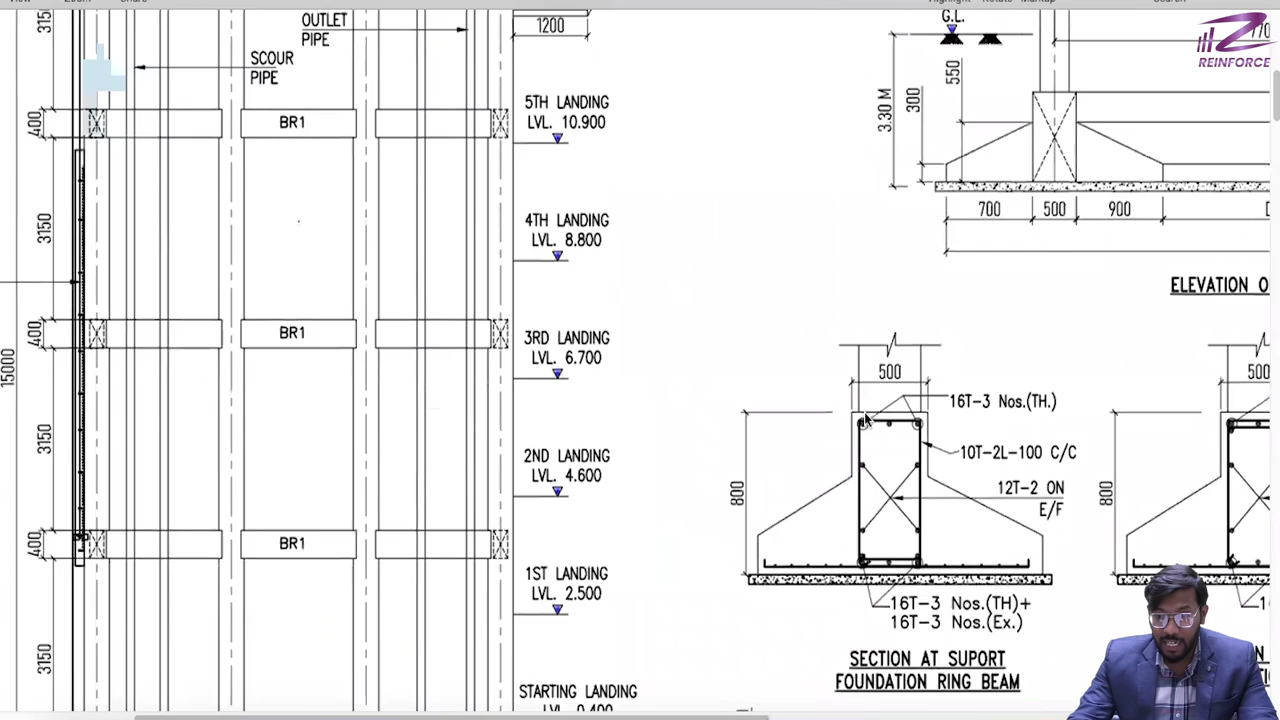 OUTLET
PIPE
SCOUR
PIPE
1200
3150
400
BR1
5TH LANDING
LVL. 10.900
3150
4TH LANDING
LVL. 8.800
400
BR1
3RD LANDING
LVL. 6.700
15000
3150
2ND LANDING
LVL. 4.600
400
BR1
1ST LANDING
LVL. 2.500
3150
STARTING LANDING
G.L.
3.30 M
300
550
700
500
900
ELEVATION O
REINFORCE
500
16T-3 Nos.(TH.)
10T-2L-100 C/C
12T-2 ON
E/F
800
16T-3 Nos.(TH)+
16T-3 Nos.(Ex.)
SECTION AT SUPORT
FOUNDATION RING BEAM
800